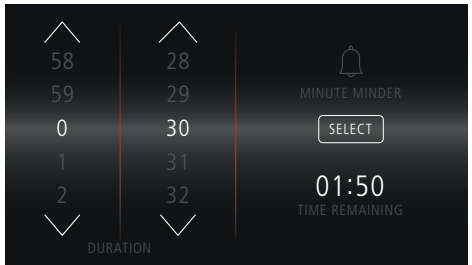 58 28
59 29
MINUTE MINDER
0 30
SELECT
1 31
2 32
01:50
TIME REMAINING
DURATION